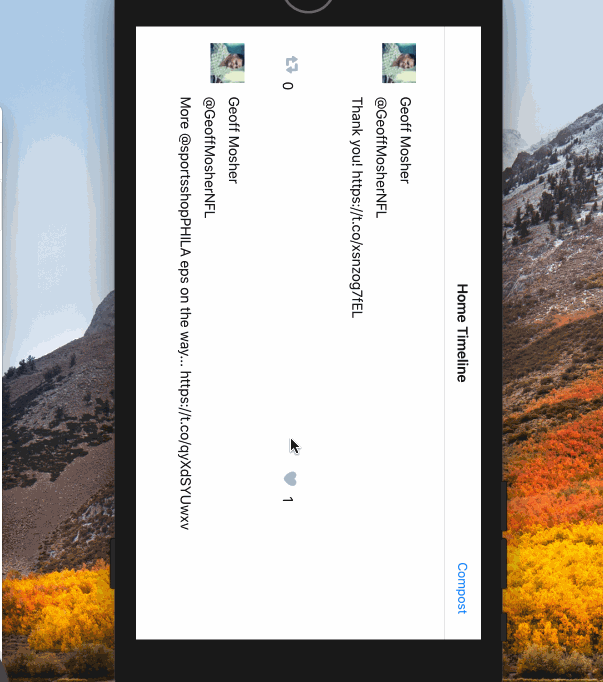 Home Timeline
Compost
Geoff Mosher
@GeoffMosherNFL
Thank you! https://t.co/xsnzog7fEL
0
1
Geoff Mosher
@GeoffMosherNFL
More @sportsshopPHILA eps on the way... https://t.co/qyXdSYUwxv